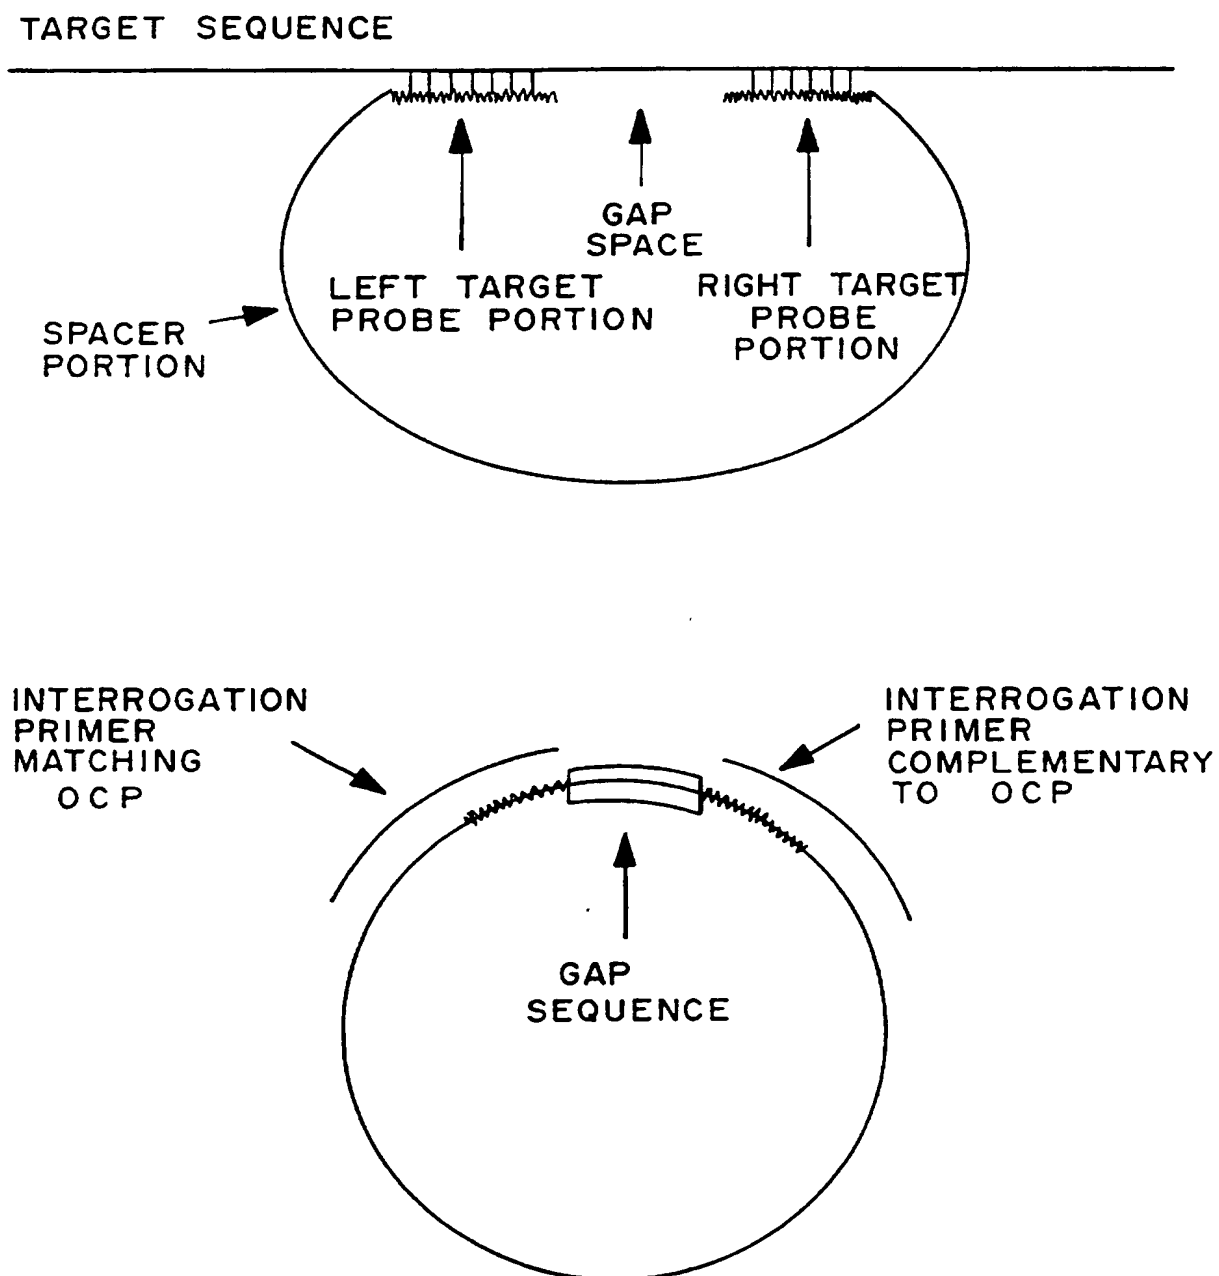 TARGET SEQUENCE
GAP
SPACE
LEFT TARGET
PROBE PORTION
RIGHT TARGET
PROBE
PORTION
SPACER
PORTION
INTERROGATION
PRIMER
MATCHING
OCP
INTERROGATION
PRIMER
COMPLEMENTARY
TO OCP
GAP
SEQUENCE